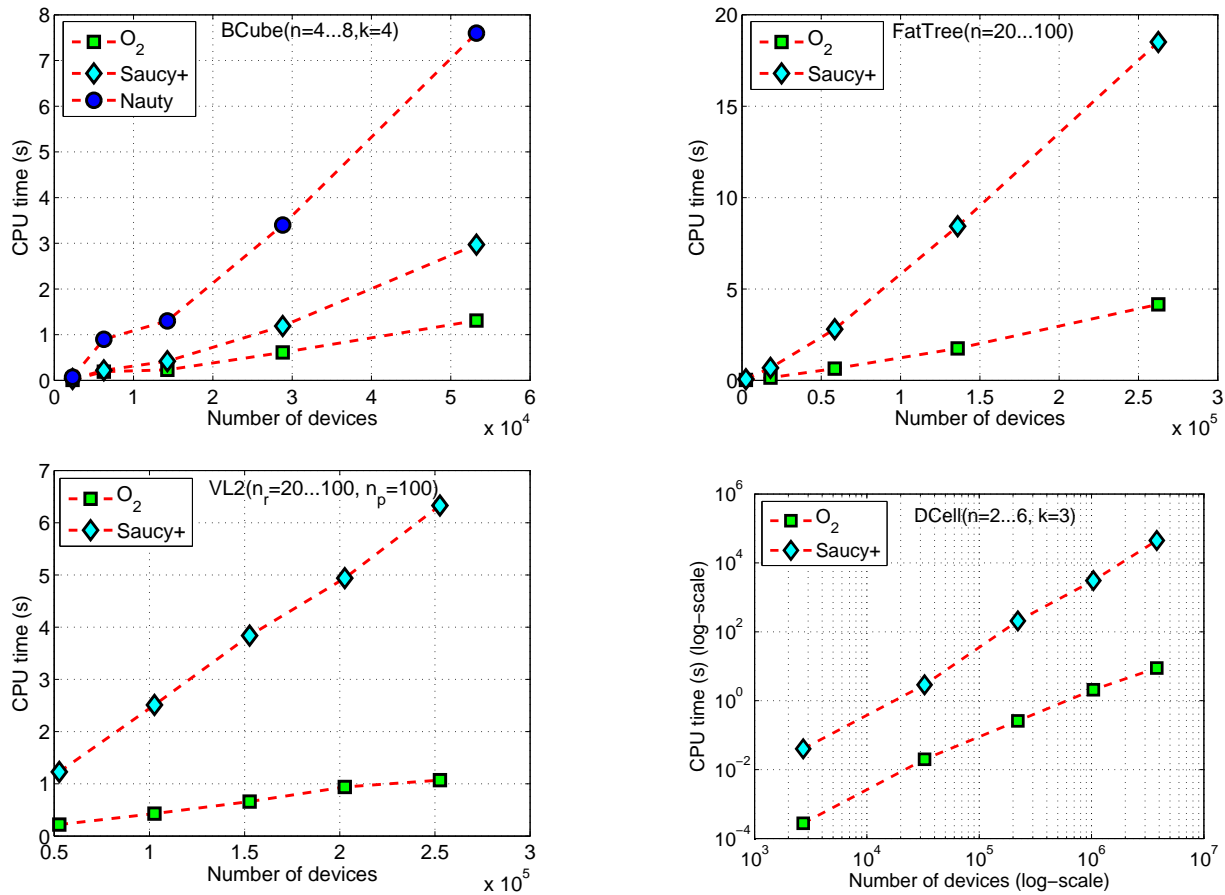 BCube(n=4...8,k=4)
O2
Saucy+
Nauty
CPU time (s)
8
7
6
5
4
3
2
1
0
0 1 2 3 4 5 6
Number of devices
x 10^4
FatTree(n=20...100)
O2
Saucy+
CPU time (s)
20
15
10
5
0
0 0.5 1 1.5 2 2.5 3
Number of devices
x 10^5
VL2(n_r=20...100, n_p=100)
O2
Saucy+
CPU time (s)
7
6
5
4
3
2
1
0
0.5 1 1.5 2 2.5 3
Number of devices
x 10^5
DCell(n=2...6, k=3)
O2
Saucy+
CPU time (s) (log−scale)
10^6
10^4
10^2
10^0
10^−2
10^−4
10^3 10^4 10^5 10^6 10^7
Number of devices (log−scale)